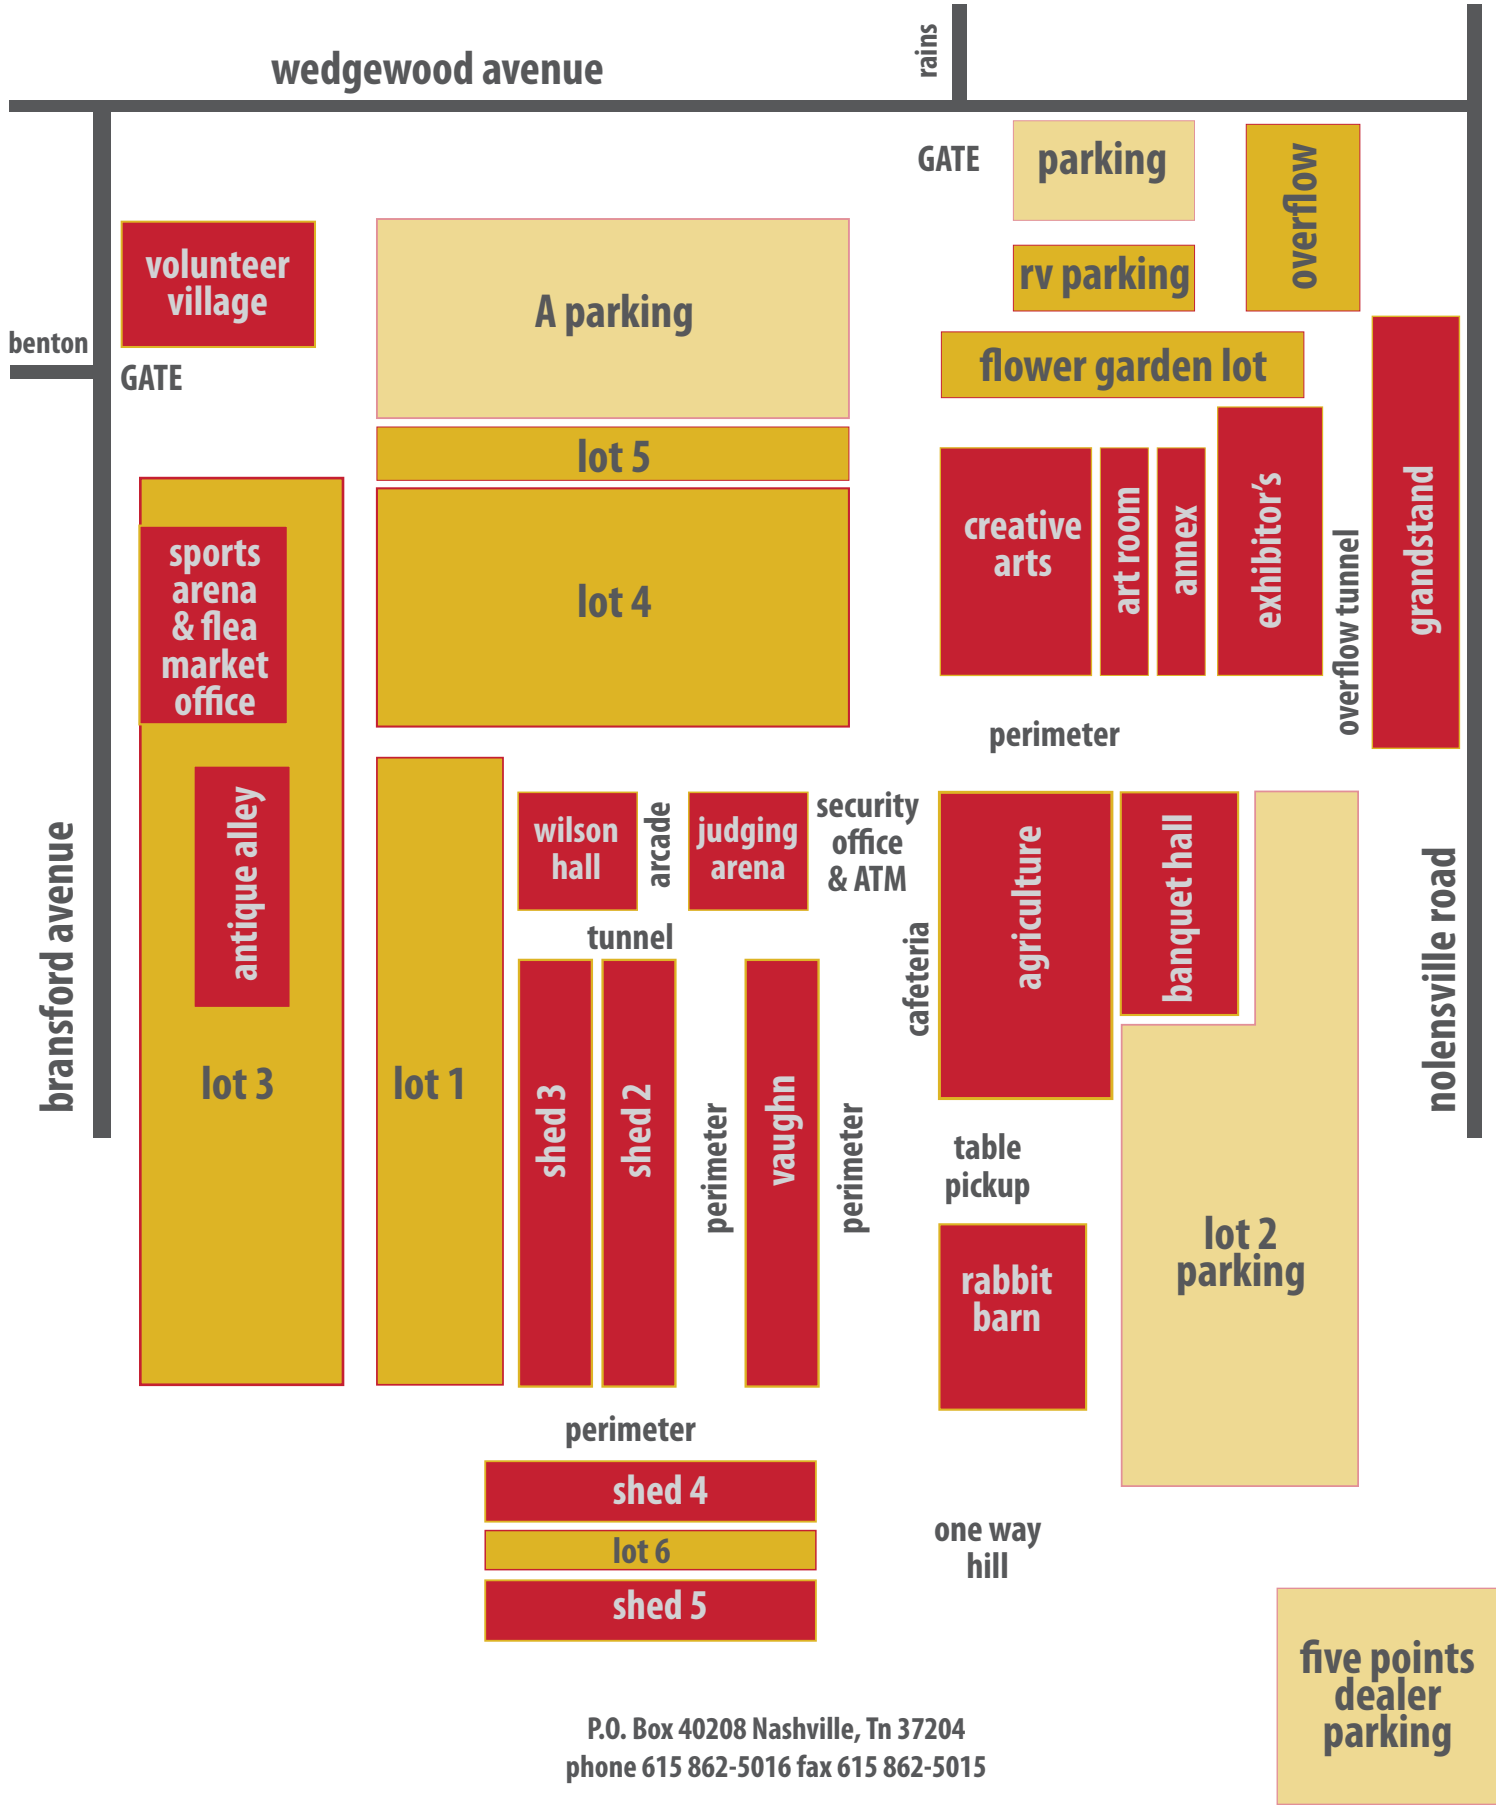 rains
wedgewood avenue
GATE
parking
overflow
volunteer
village
rv parking
A parking
benton
GATE
flower garden lot
lot 5
creative
arts
art room
annex
exhibitor's
overflow tunnel
grandstand
sports
arena
& flea
market
office
lot 4
perimeter
bransford avenue
antique alley
lot 3
lot 1
wilson
hall
arcade
judging
arena
security
office
& ATM
tunnel
cafeteria
agriculture
banquet hall
nolensville road
shed 3
shed 2
perimeter
vaughn
perimeter
table
pickup
lot 2
parking
rabbit
barn
perimeter
shed 4
lot 6
shed 5
one way
hill
five points
dealer
parking
P.O. Box 40208 Nashville, Tn 37204
phone 615 862-5016 fax 615 862-5015